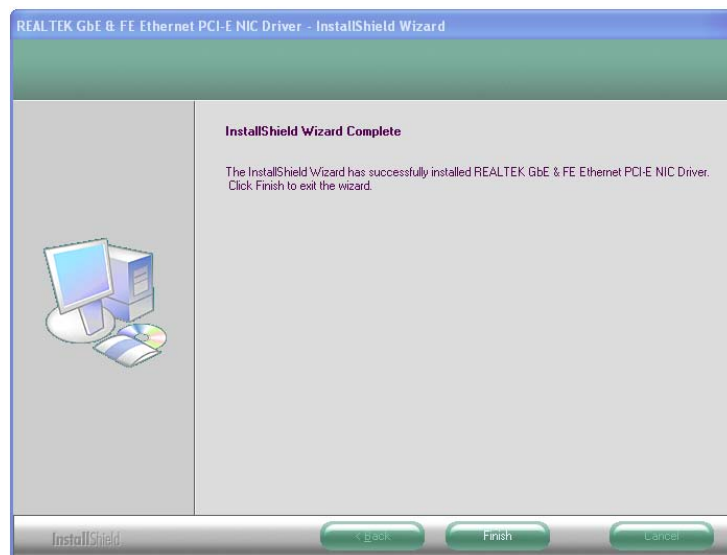 REALTEK GbE & FE Ethernet PCI-E NIC Driver - InstallShield Wizard
InstallShield Wizard Complete
The InstallShield Wizard has successfully installed REALTEK GbE & FE Ethernet PCI-E NIC Driver.
Click Finish to exit the wizard.
InstallShield
< Back
Finish
Cancel